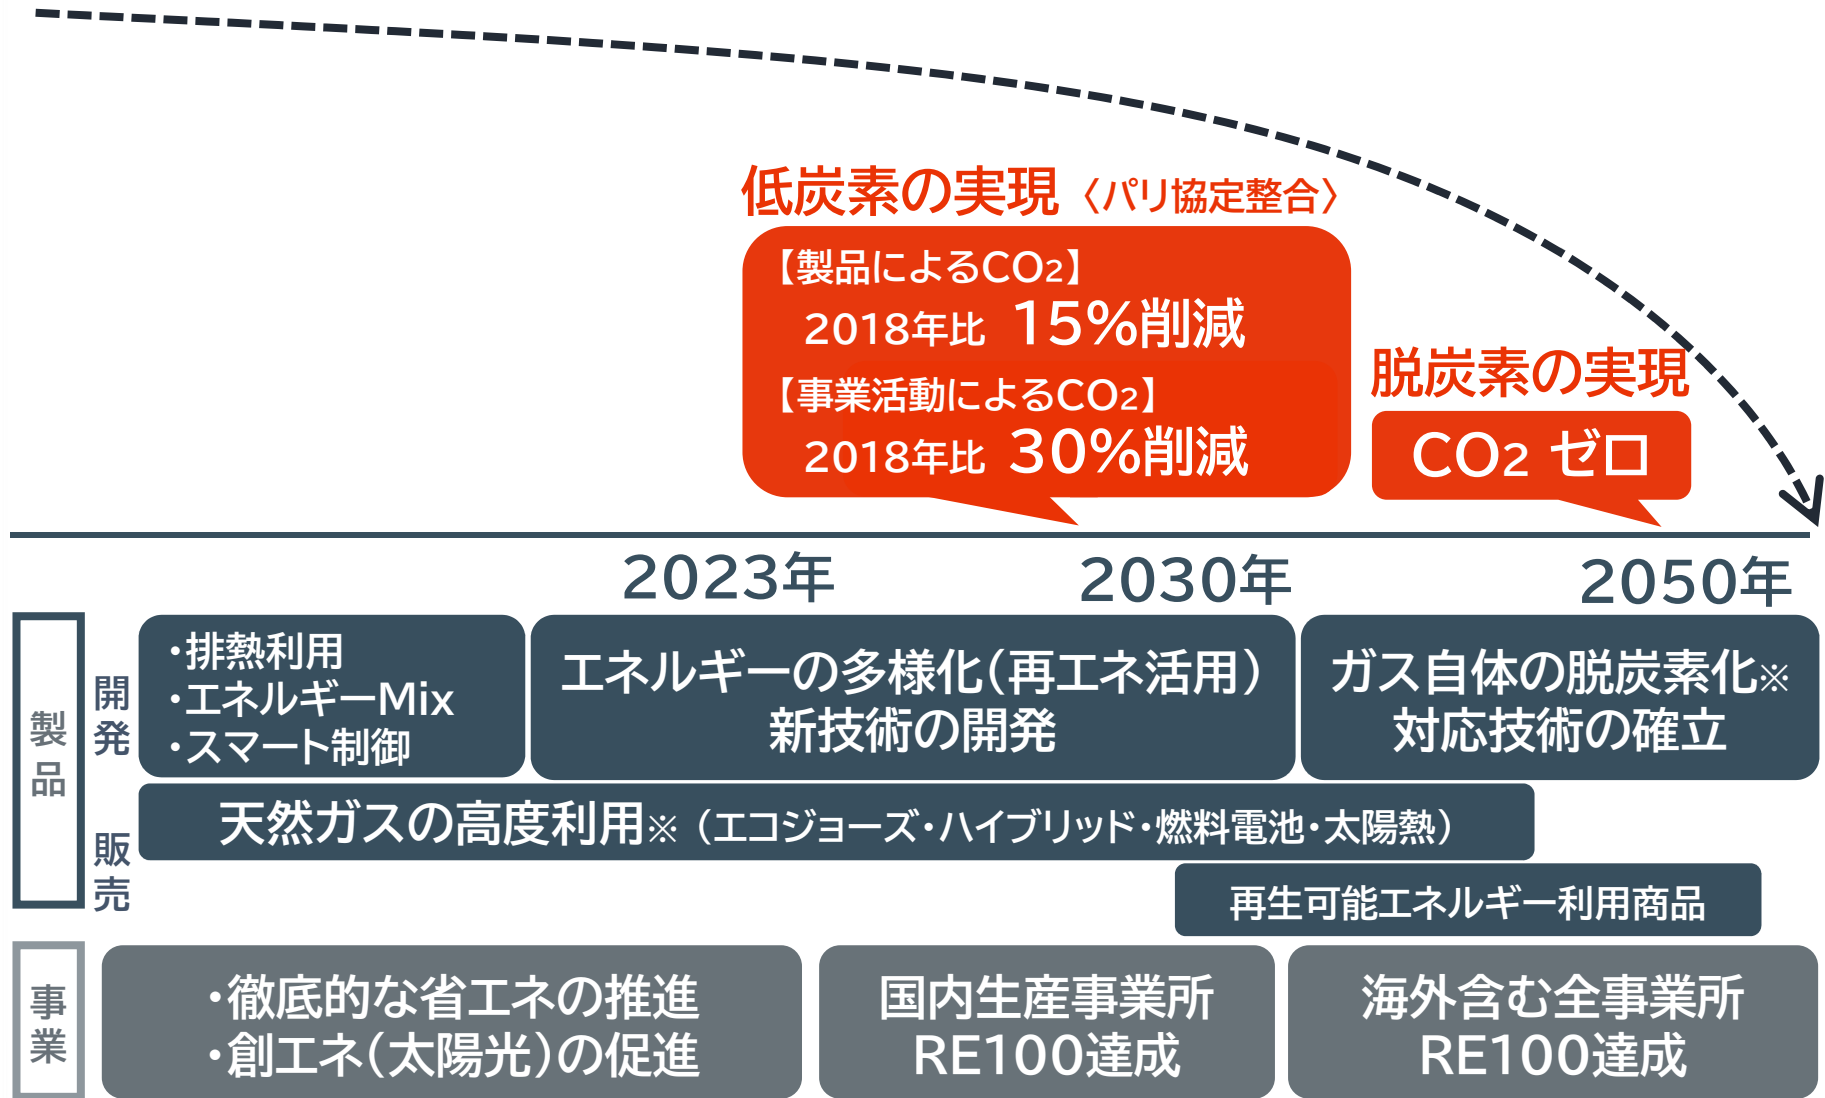 低炭素の実現〈パリ協定整合〉
【製品によるCO2】
2018年比 15%削減
【事業活動によるCO2】
2018年比 30%削減
脱炭素の実現
CO2 ゼロ
2023年
2030年
2050年
製品
開発
・排熱利用
・エネルギーMix
・スマート制御
エネルギーの多様化（再エネ活用）
新技術の開発
ガス自体の脱炭素化※
対応技術の確立
販売
天然ガスの高度利用※（エコジョーズ・ハイブリッド・燃料電池・太陽熱）
再生可能エネルギー利用商品
事業
・徹底的な省エネの推進
・創エネ（太陽光）の促進
国内生産事業所
RE100達成
海外含む全事業所
RE100達成